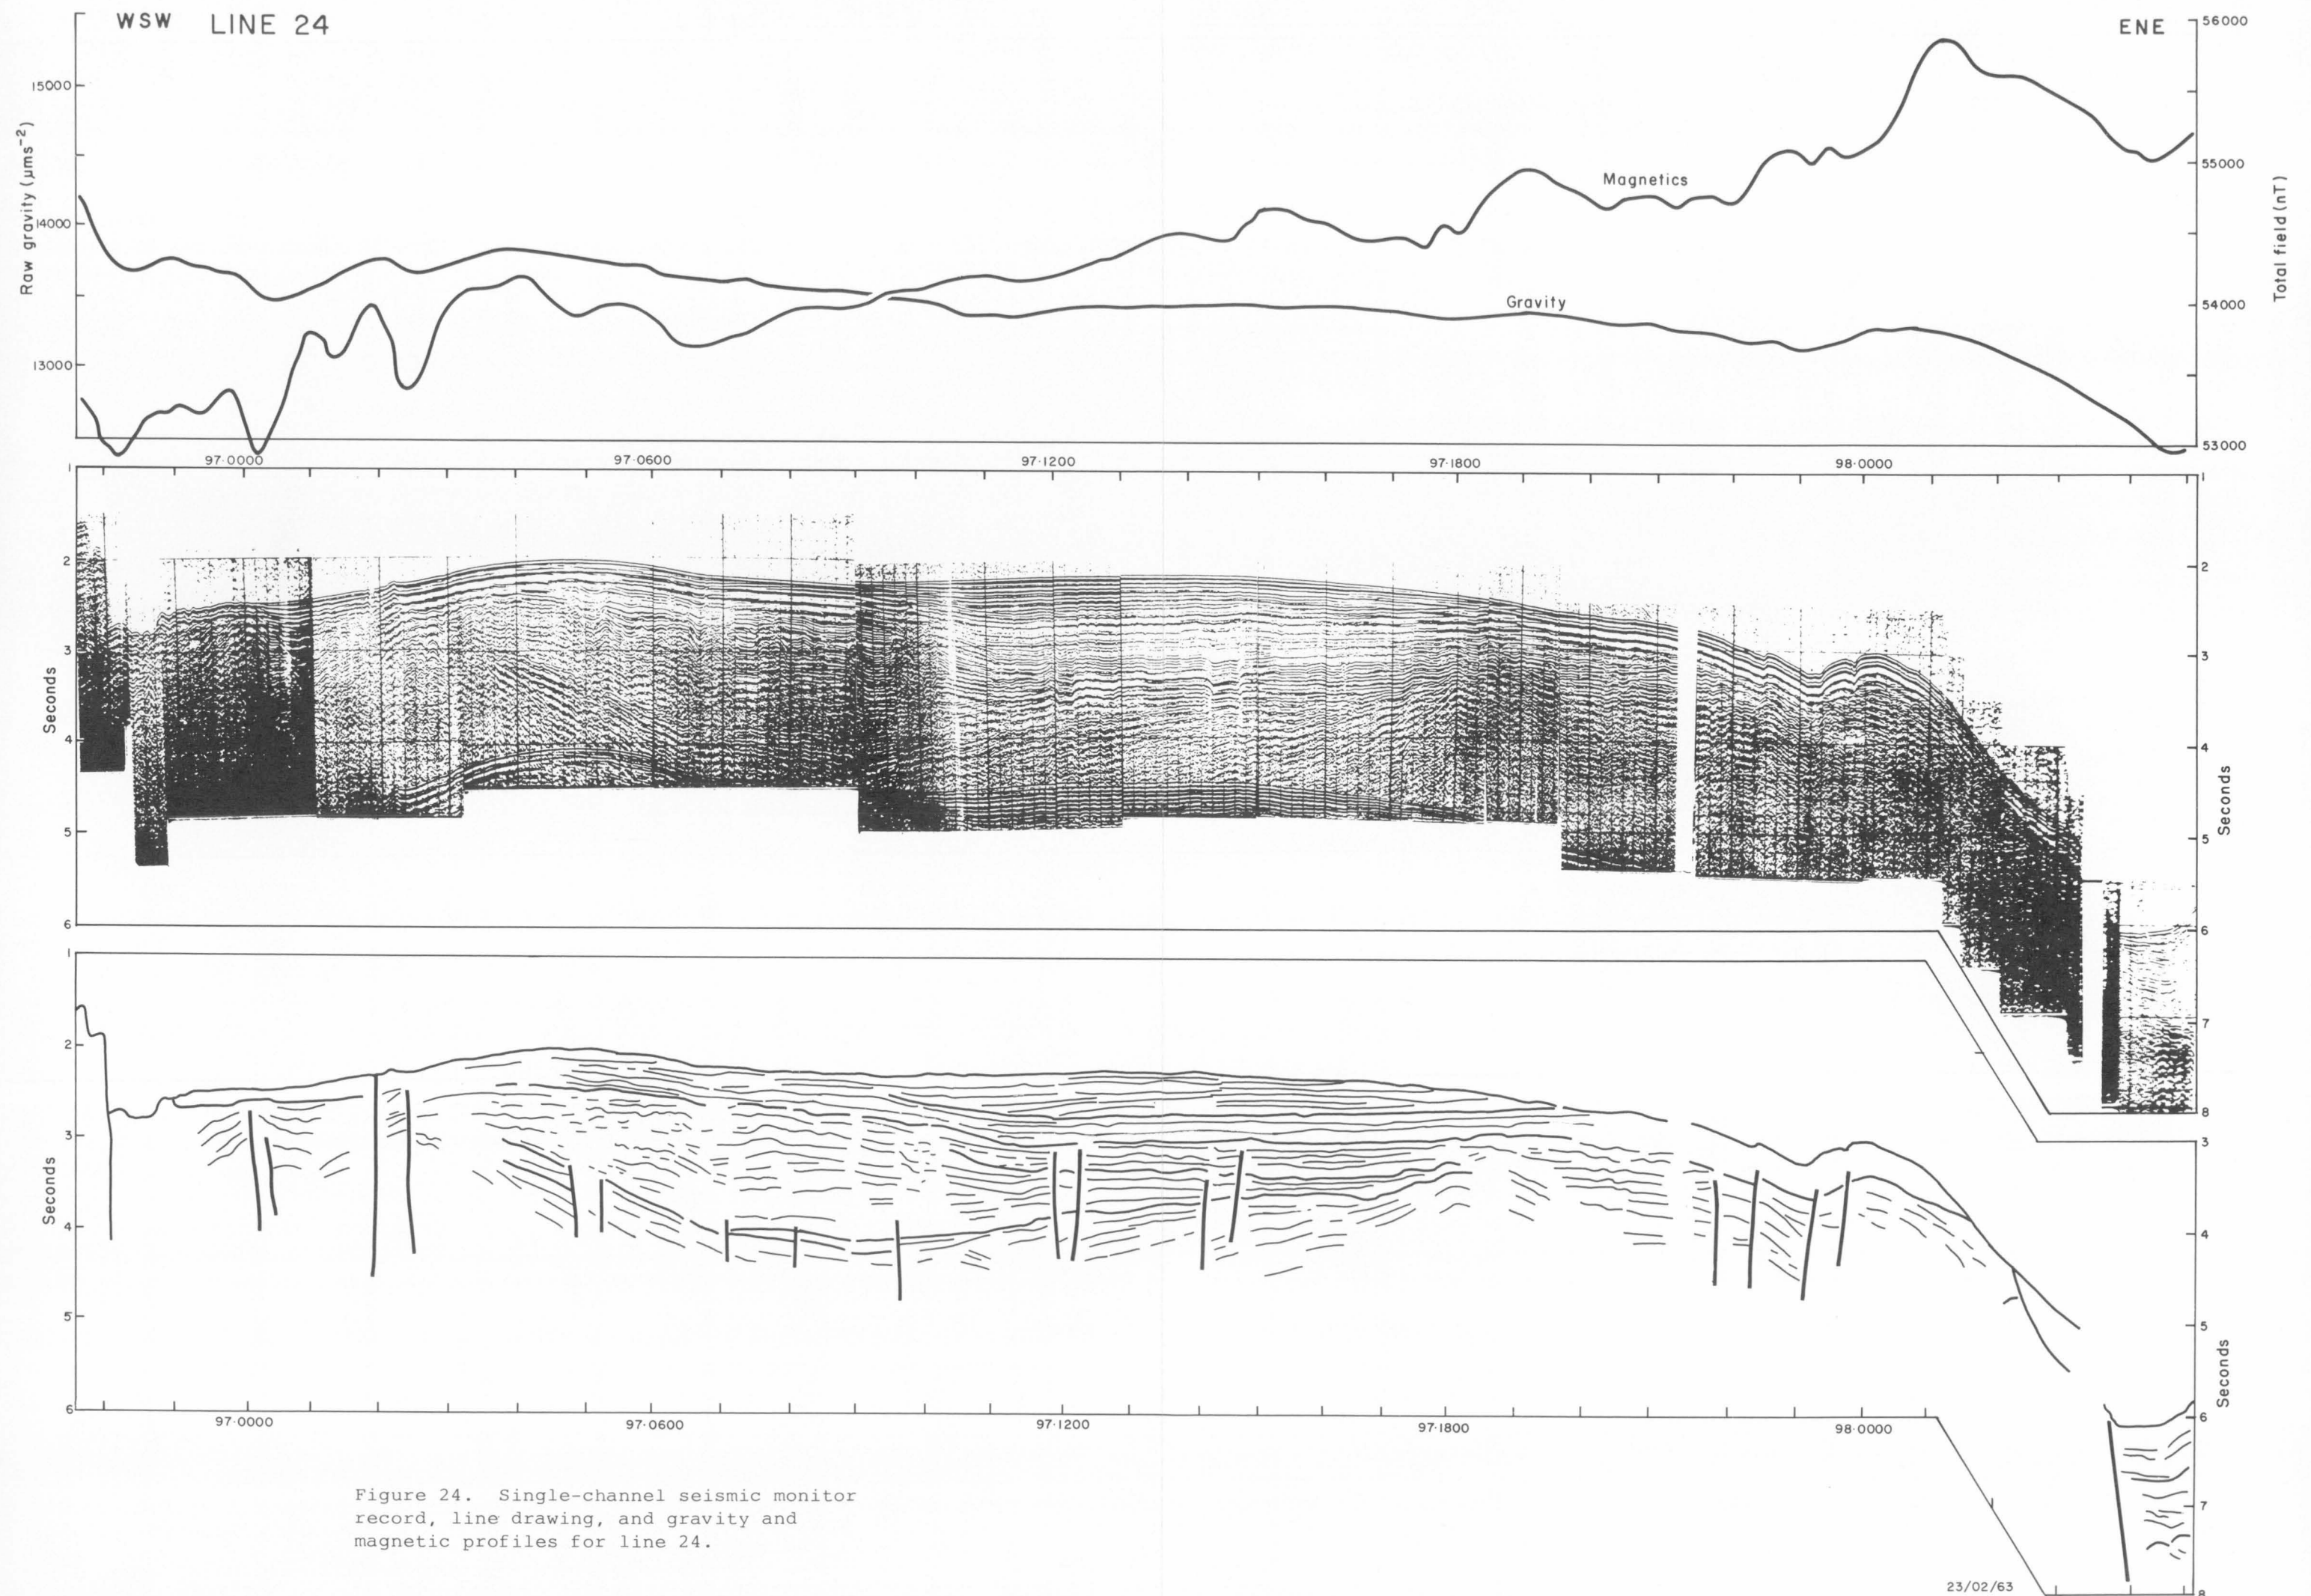 WSW LINE 24 ENE
56000
15000
Raw gravity (μms⁻²)
55000
Magnetics
Total field (nT)
14000
Gravity
54000
13000
53000
97·0000 97·0600 97·1200 97·1800 98·0000
1 1
2 2
3 3
Seconds
4 4
Seconds
5 5
6 6
7
8
1
2
3 3
Seconds
4 4
5 5
Seconds
6 6
97·0000 97·0600 97·1200 97·1800 98·0000
7
8
Figure 24. Single-channel seismic monitor
record, line drawing, and gravity and
magnetic profiles for line 24.
23/02/63